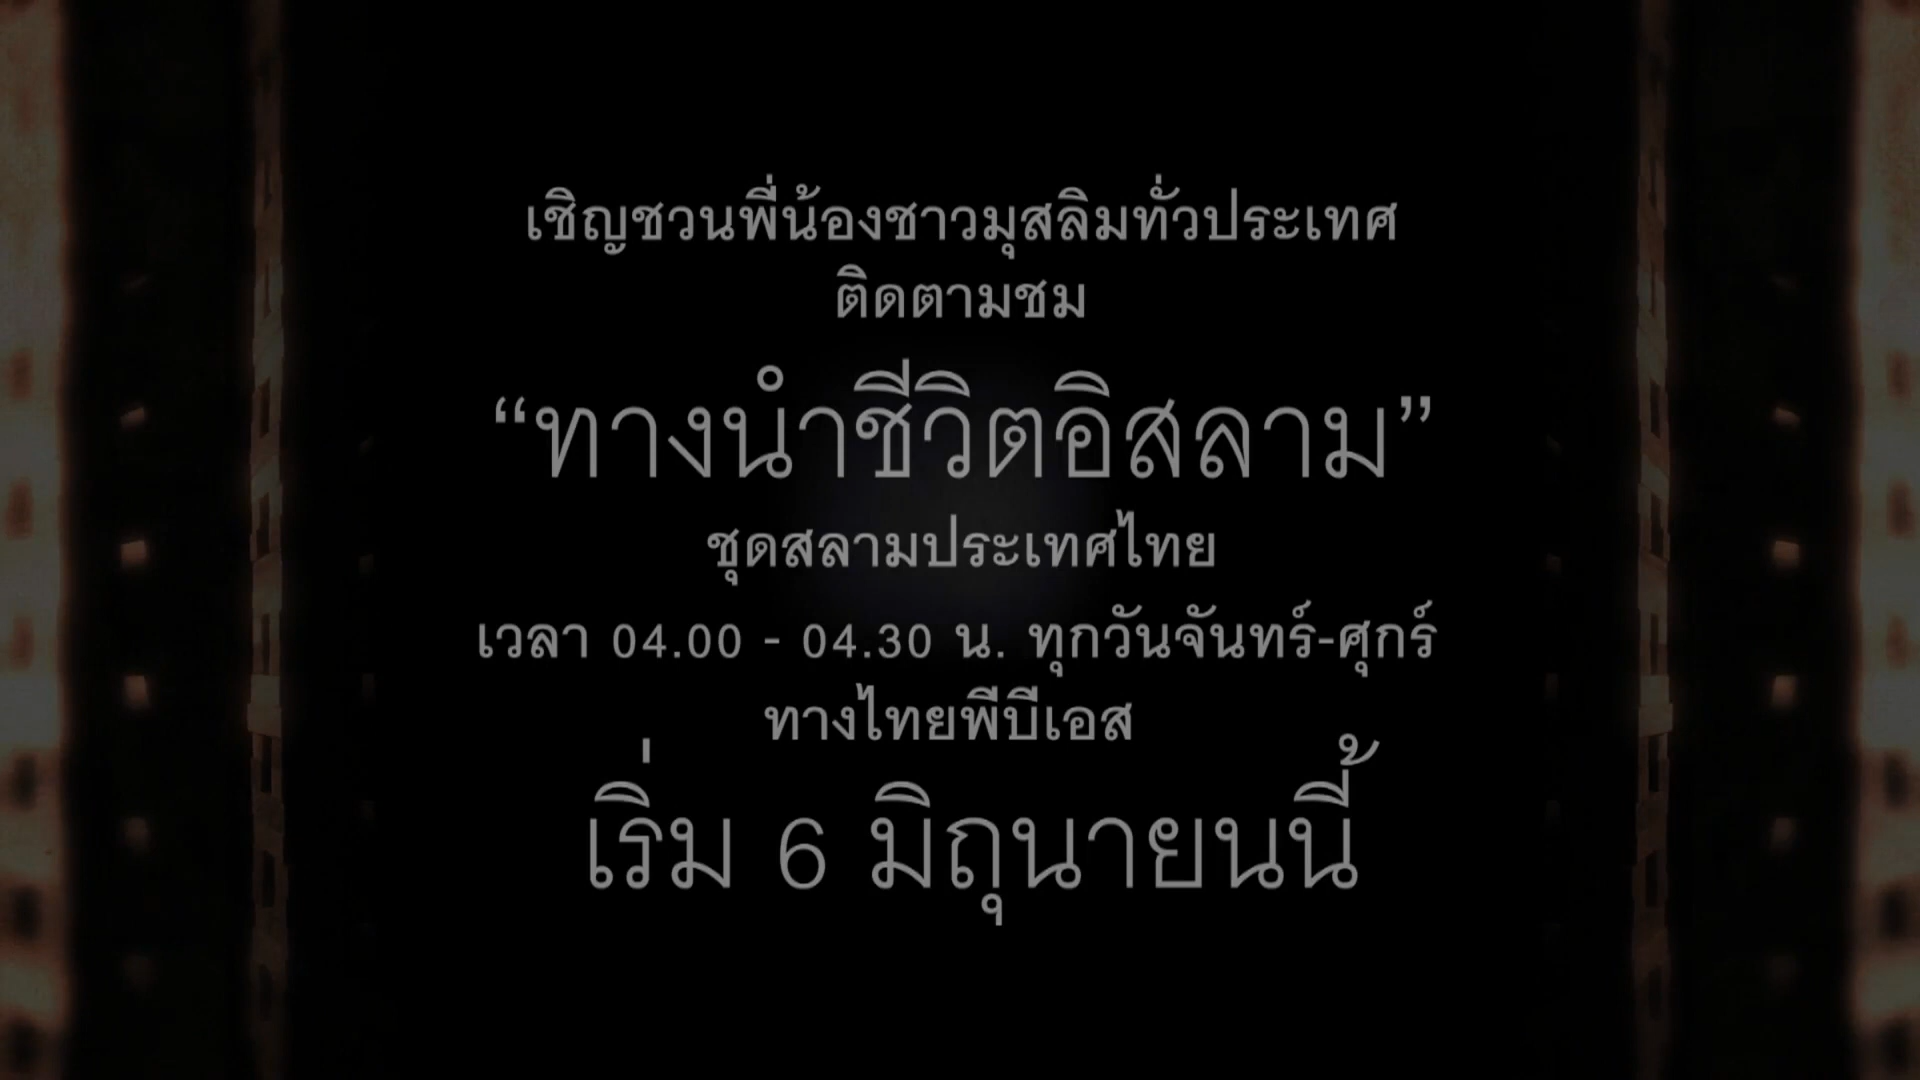 เชิญชวนพี่น้องชาวมุสลิมทั่วประเทศ
ติดตามชม
“ทางนำชีวิตอิสลาม”
ชุดสลามประเทศไทย
เวลา 04.00 - 04.30 น. ทุกวันจันทร์-ศุกร์
ทางไทยพีบีเอส
เริ่ม 6 มิถุนายนนี้